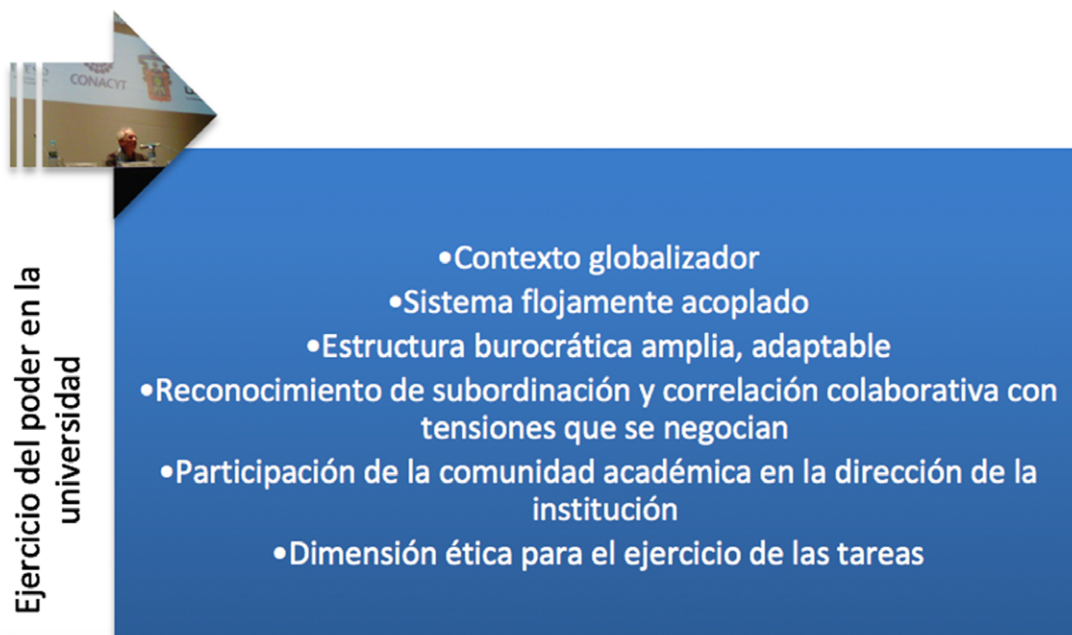 CONACYT
Ejercicio del poder en la
universidad
•Contexto globalizador
•Sistema flojamente acoplado
•Estructura burocrática amplia, adaptable
•Reconocimiento de subordinación y correlación colaborativa con
tensiones que se negocian
•Participación de la comunidad académica en la dirección de la
institución
•Dimensión ética para el ejercicio de las tareas